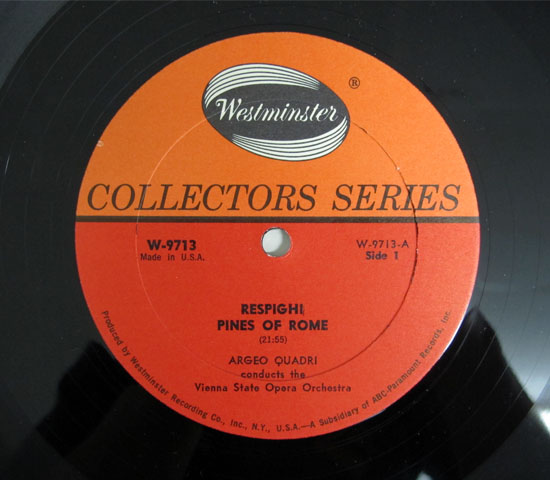 Westminster ®
COLLECTORS SERIES
W-9713
Made in U.S.A.
W-9713-A
Side 1
RESPIGHI
PINES OF ROME
(21:55)
ARGEO QUADRI
conducts the
Vienna State Opera Orchestra
Produced by Westminster Recording Co., Inc., N.Y., U.S.A.—A Subsidiary of ABC-Paramount Records, Inc.